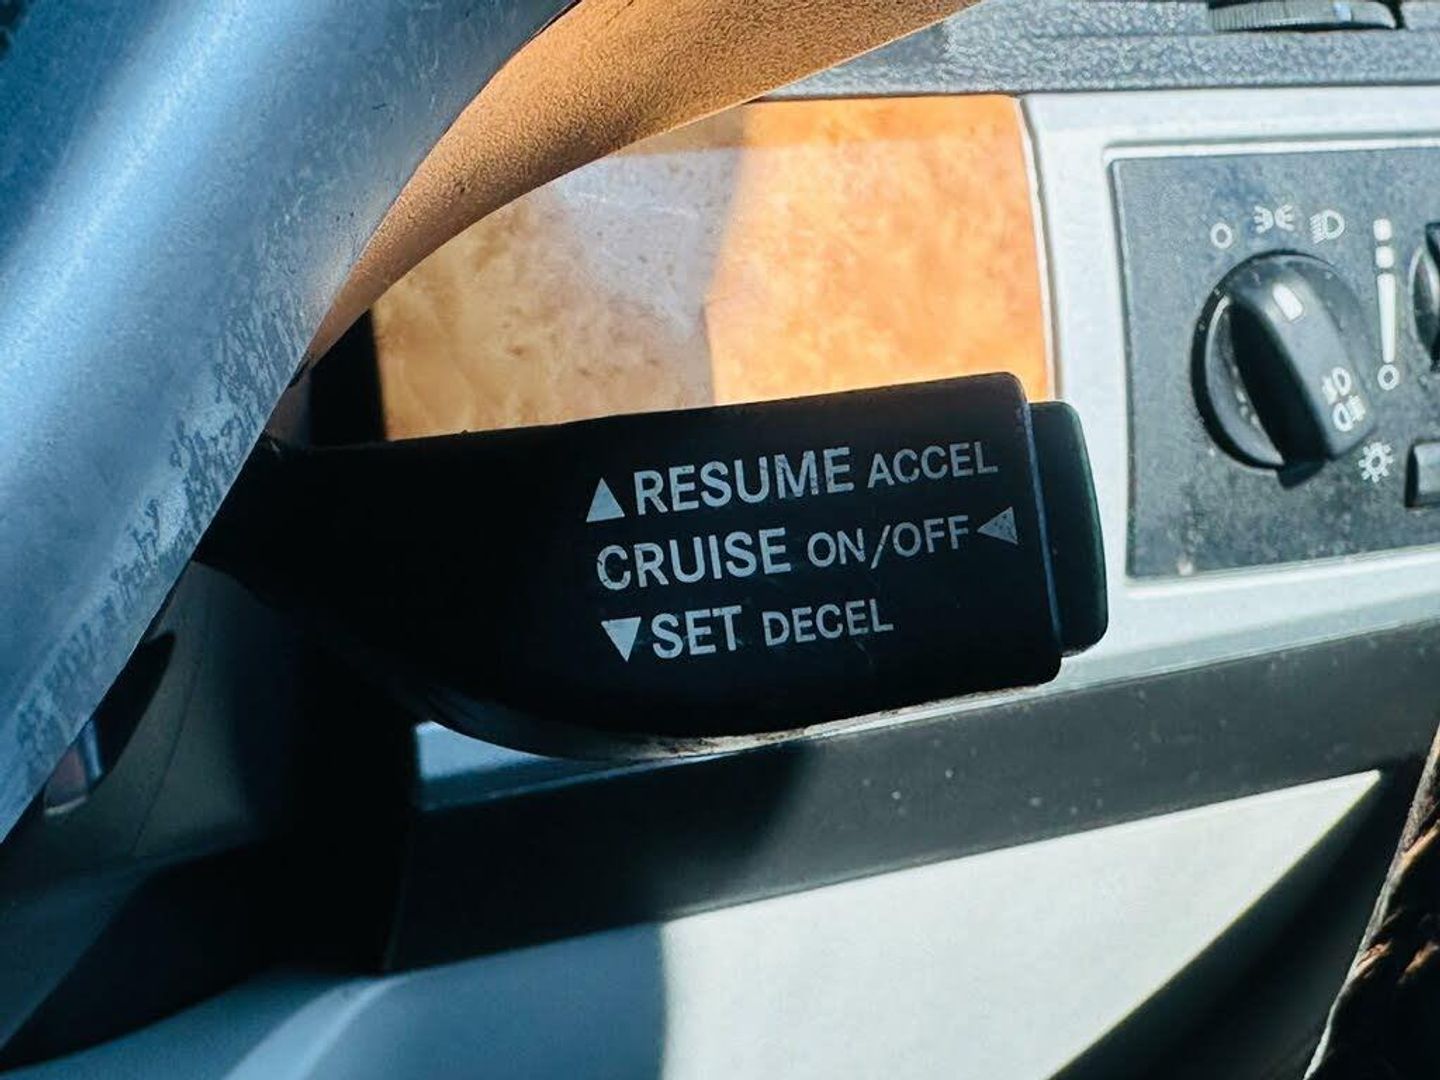 ▲RESUME ACCEL
CRUISE ON/OFF◀
▼SET DECEL